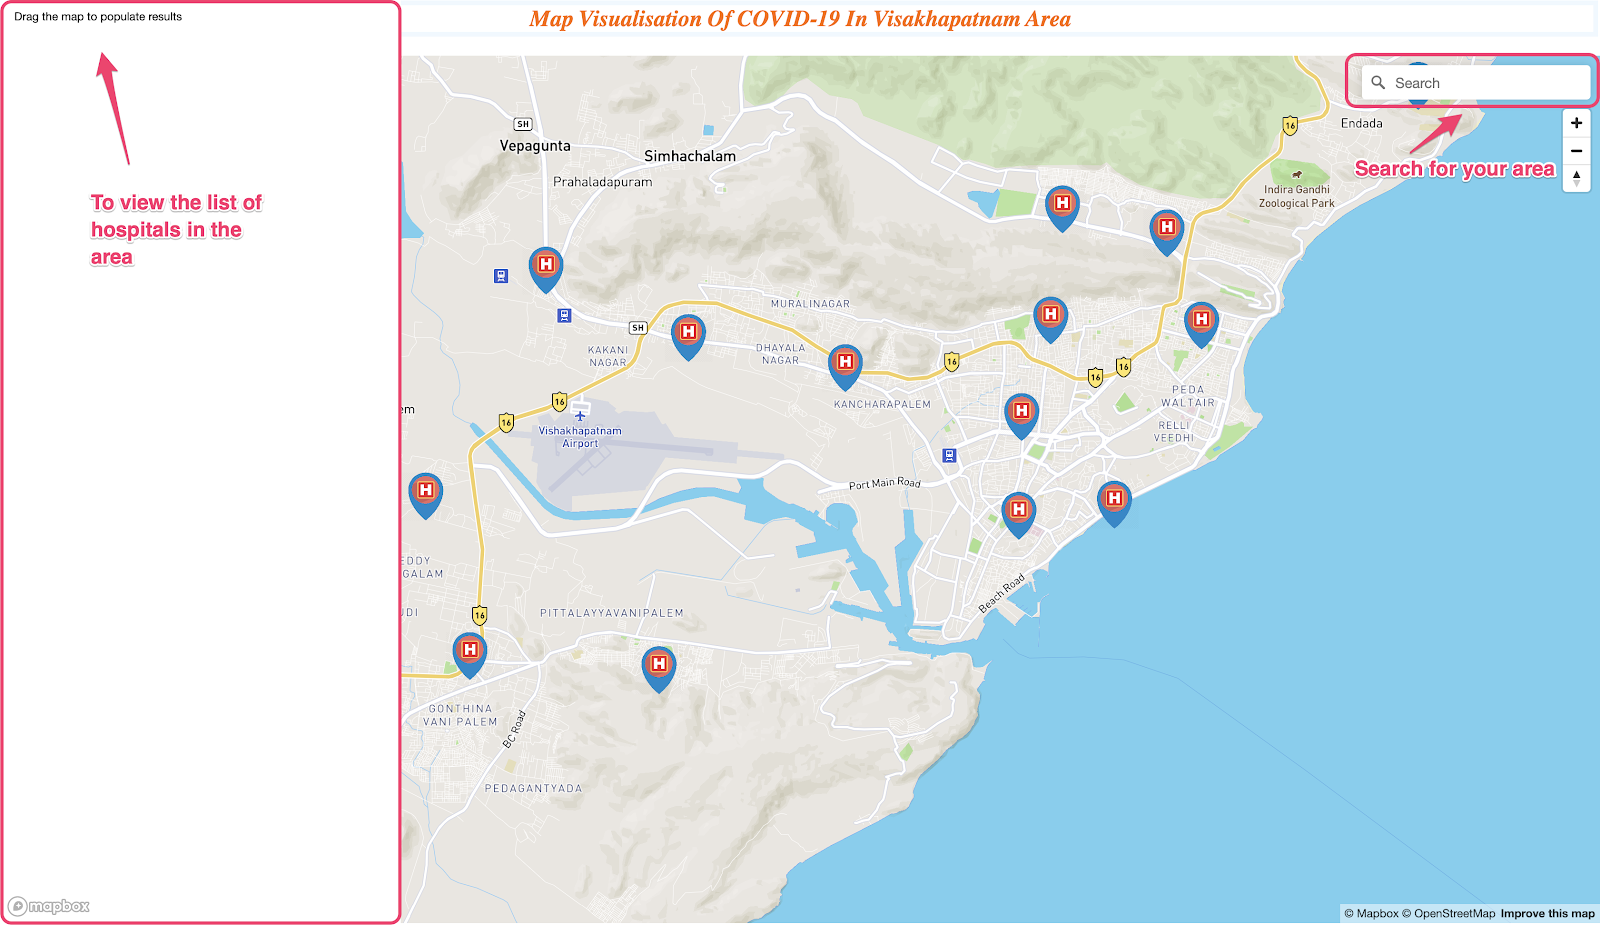 Drag the map to populate results
Map Visualisation Of COVID-19 In Visakhapatnam Area
To view the list of
hospitals in the
area
Search
Search for your area
+
−
Endada
16
SH
Vepagunta
Simhachalam
Prahaladapuram
Indira Gandhi
Zoological Park
H
H
H
MURALINAGAR
H
H
SH
H
KAKANI
NAGAR
DHAYALA
NAGAR
H
16
16
16
PEDA
WALTAIR
KANCHARAPALEM
16
H
16
Vishakhapatnam
Airport
em
RELLI
VEEDHI
Port Main Road
H
H
H
EDDY
GALAM
Beach Road
UDI
16
PITTALAYYAVANIPALEM
H
H
GONTHINA
VANI PALEM
BC Road
PEDAGANTYADA
mapbox
© Mapbox © OpenStreetMap Improve this map